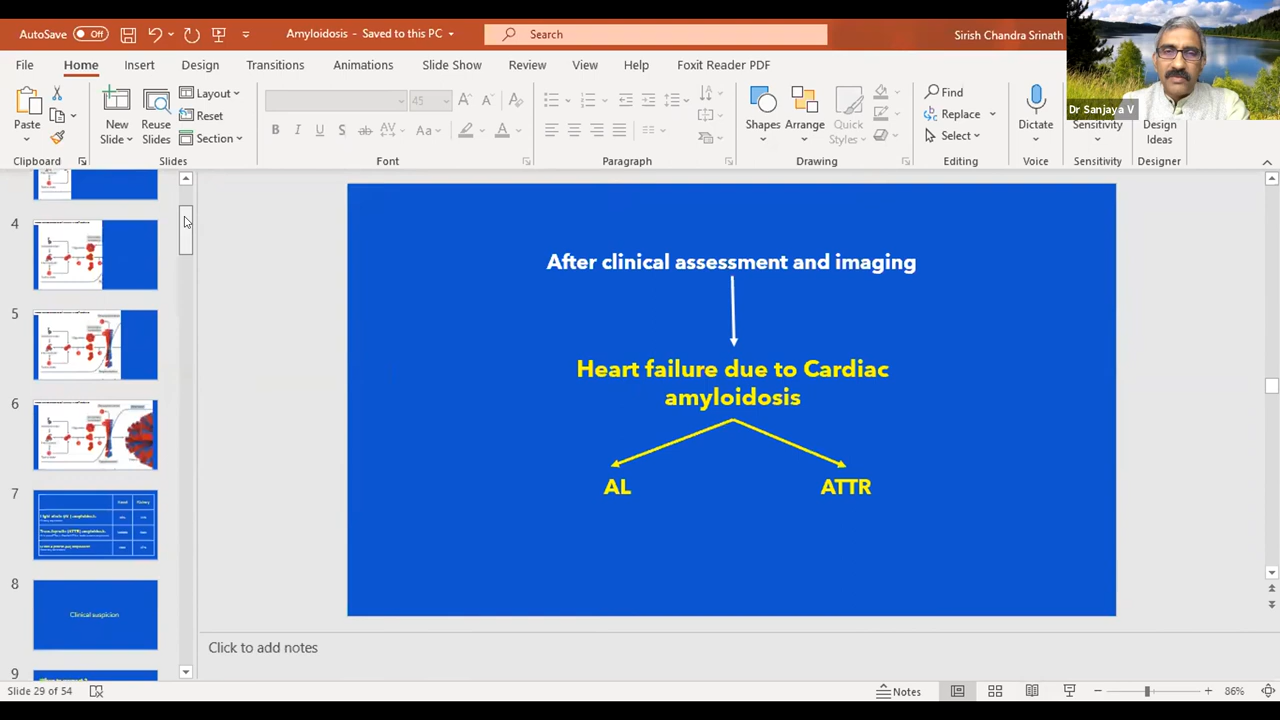 AutoSave Off
Amyloidosis - Saved to this PC
Search
Sirish Chandra Srinath
Dr Sanjaya V
File Home Insert Design Transitions Animations Slide Show Review View Help Foxit Reader PDF
Paste
Clipboard
New Slide
Reuse Slides
Layout
Reset
Section
Slides
45
B I U S ab AV Aa A
Font
Paragraph
Shapes
Arrange
Quick Styles
Drawing
Find
Replace
Select
Editing
Dictate
Voice
Sensitivity
Sensitivity
Design Ideas
Designer
4
5
6
7
8
Clinical suspicion
9
After clinical assessment and imaging
Heart failure due to Cardiac
amyloidosis
AL ATTR
Click to add notes
Slide 29 of 54
Notes
86%